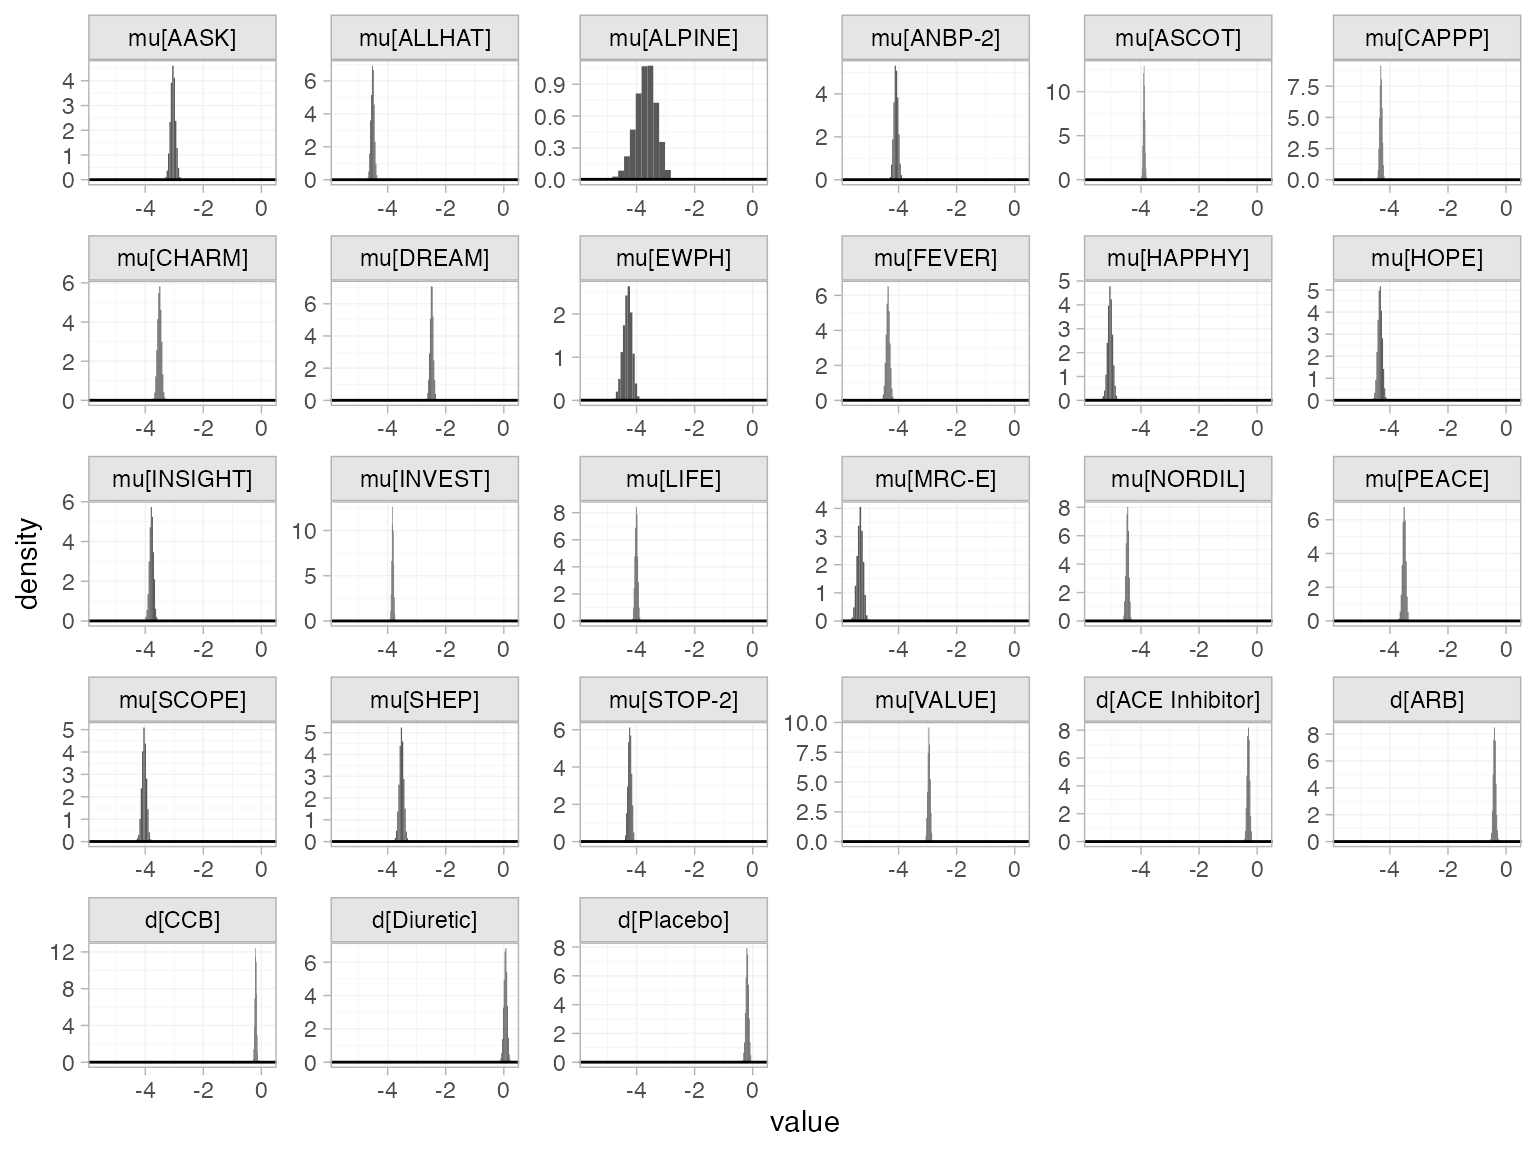 mu[AASK] mu[ALLHAT] mu[ALPINE] mu[ANBP-2] mu[ASCOT] mu[CAPPP]
4 3 2 1 0
6 4 2 0
0.9 0.6 0.3 0.0
4 2 0
10 5 0
7.5 5.0 2.5 0.0
-4 -2 0 -4 -2 0 -4 -2 0 -4 -2 0 -4 -2 0 -4 -2 0
mu[CHARM] mu[DREAM] mu[EWPH] mu[FEVER] mu[HAPPHY] mu[HOPE]
6 4 2 0
6 4 2 0
2 1 0
6 4 2 0
5 4 3 2 1 0
5 4 3 2 1 0
-4 -2 0 -4 -2 0 -4 -2 0 -4 -2 0 -4 -2 0 -4 -2 0
mu[INSIGHT] mu[INVEST] mu[LIFE] mu[MRC-E] mu[NORDIL] mu[PEACE]
6 4 2 0
10 5 0
8 6 4 2 0
4 3 2 1 0
8 6 4 2 0
6 4 2 0
-4 -2 0 -4 -2 0 -4 -2 0 -4 -2 0 -4 -2 0 -4 -2 0
mu[SCOPE] mu[SHEP] mu[STOP-2] mu[VALUE] d[ACE Inhibitor] d[ARB]
5 4 3 2 1 0
5 4 3 2 1 0
6 4 2 0
10.0 7.5 5.0 2.5 0.0
8 6 4 2 0
8 6 4 2 0
-4 -2 0 -4 -2 0 -4 -2 0 -4 -2 0 -4 -2 0 -4 -2 0
d[CCB] d[Diuretic] d[Placebo]
12 8 4 0
6 4 2 0
8 6 4 2 0
-4 -2 0 -4 -2 0 -4 -2 0
density
value